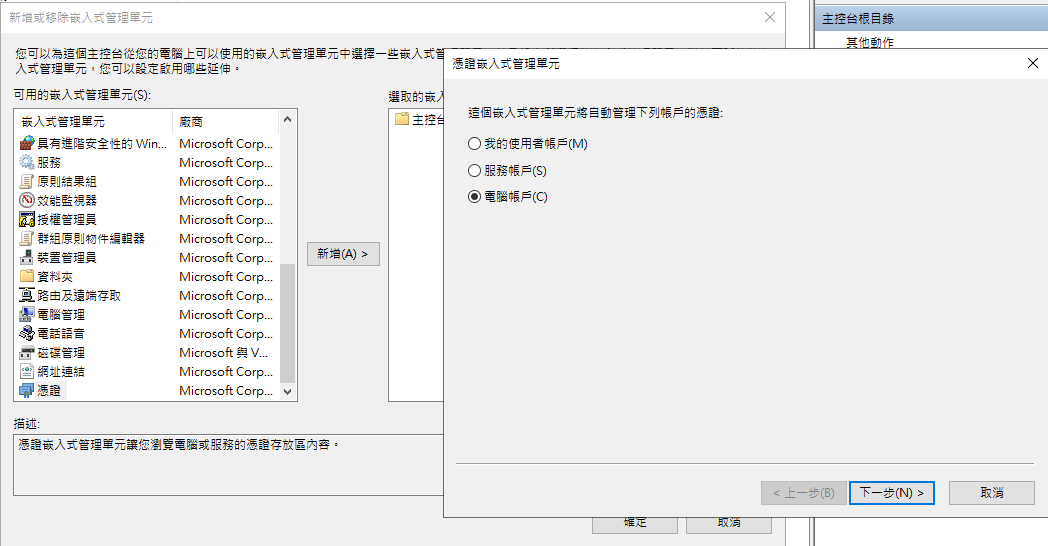 新增或移除嵌入式管理單元
您可以為這個主控台從您的電腦上可以使用的嵌入式管理單元中選擇一些嵌入式管
入式管理單元，您可以設定啟用哪些延伸。
可用的嵌入式管理單元(S):
嵌入式管理單元 廠商
具有進階安全性的 Win... Microsoft Corp...
服務 Microsoft Corp...
原則結果組 Microsoft Corp...
效能監視器 Microsoft Corp...
授權管理員 Microsoft Corp...
群組原則物件編輯器 Microsoft Corp...
裝置管理員 Microsoft Corp...
資料夾 Microsoft Corp...
路由及遠端存取 Microsoft Corp...
電腦管理 Microsoft Corp...
電話語音 Microsoft Corp...
磁碟管理 Microsoft 與 V...
網址連結 Microsoft Corp...
憑證 Microsoft Corp...
新增(A) >
選取的嵌入
主控台
描述:
憑證嵌入式管理單元讓您瀏覽電腦或服務的憑證存放區內容。
確定
取消
主控台根目錄
其他動作
憑證嵌入式管理單元
這個嵌入式管理單元將自動管理下列帳戶的憑證:
我的使用者帳戶(M)
服務帳戶(S)
電腦帳戶(C)
< 上一步(B)
下一步(N) >
取消